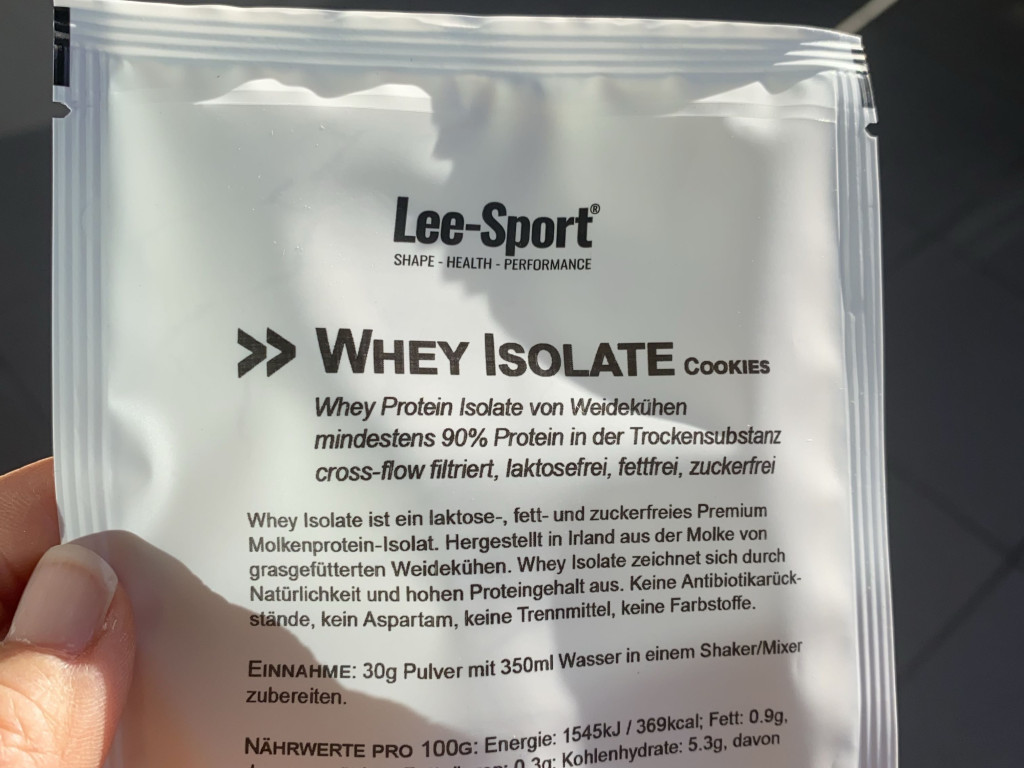 Lee-Sport®
SHAPE - HEALTH - PERFORMANCE
>> WHEY ISOLATE COOKIES
Whey Protein Isolate von Weidekühen
mindestens 90% Protein in der Trockensubstanz
cross-flow filtriert, laktosefrei, fettfrei, zuckerfrei
Whey Isolate ist ein laktose-, fett- und zuckerfreies Premium
Molkenprotein-Isolat. Hergestellt in Irland aus der Molke von
grasgefütterten Weidekühen. Whey Isolate zeichnet sich durch
Natürlichkeit und hohen Proteingehalt aus. Keine Antibiotikarück-
stände, kein Aspartam, keine Trennmittel, keine Farbstoffe.
EINNAHME: 30g Pulver mit 350ml Wasser in einem Shaker/Mixer
zubereiten.
NÄHRWERTE PRO 100G: Energie: 1545kJ / 369kcal; Fett: 0.9g,
0.3g; Kohlenhydrate: 5.3g, davon